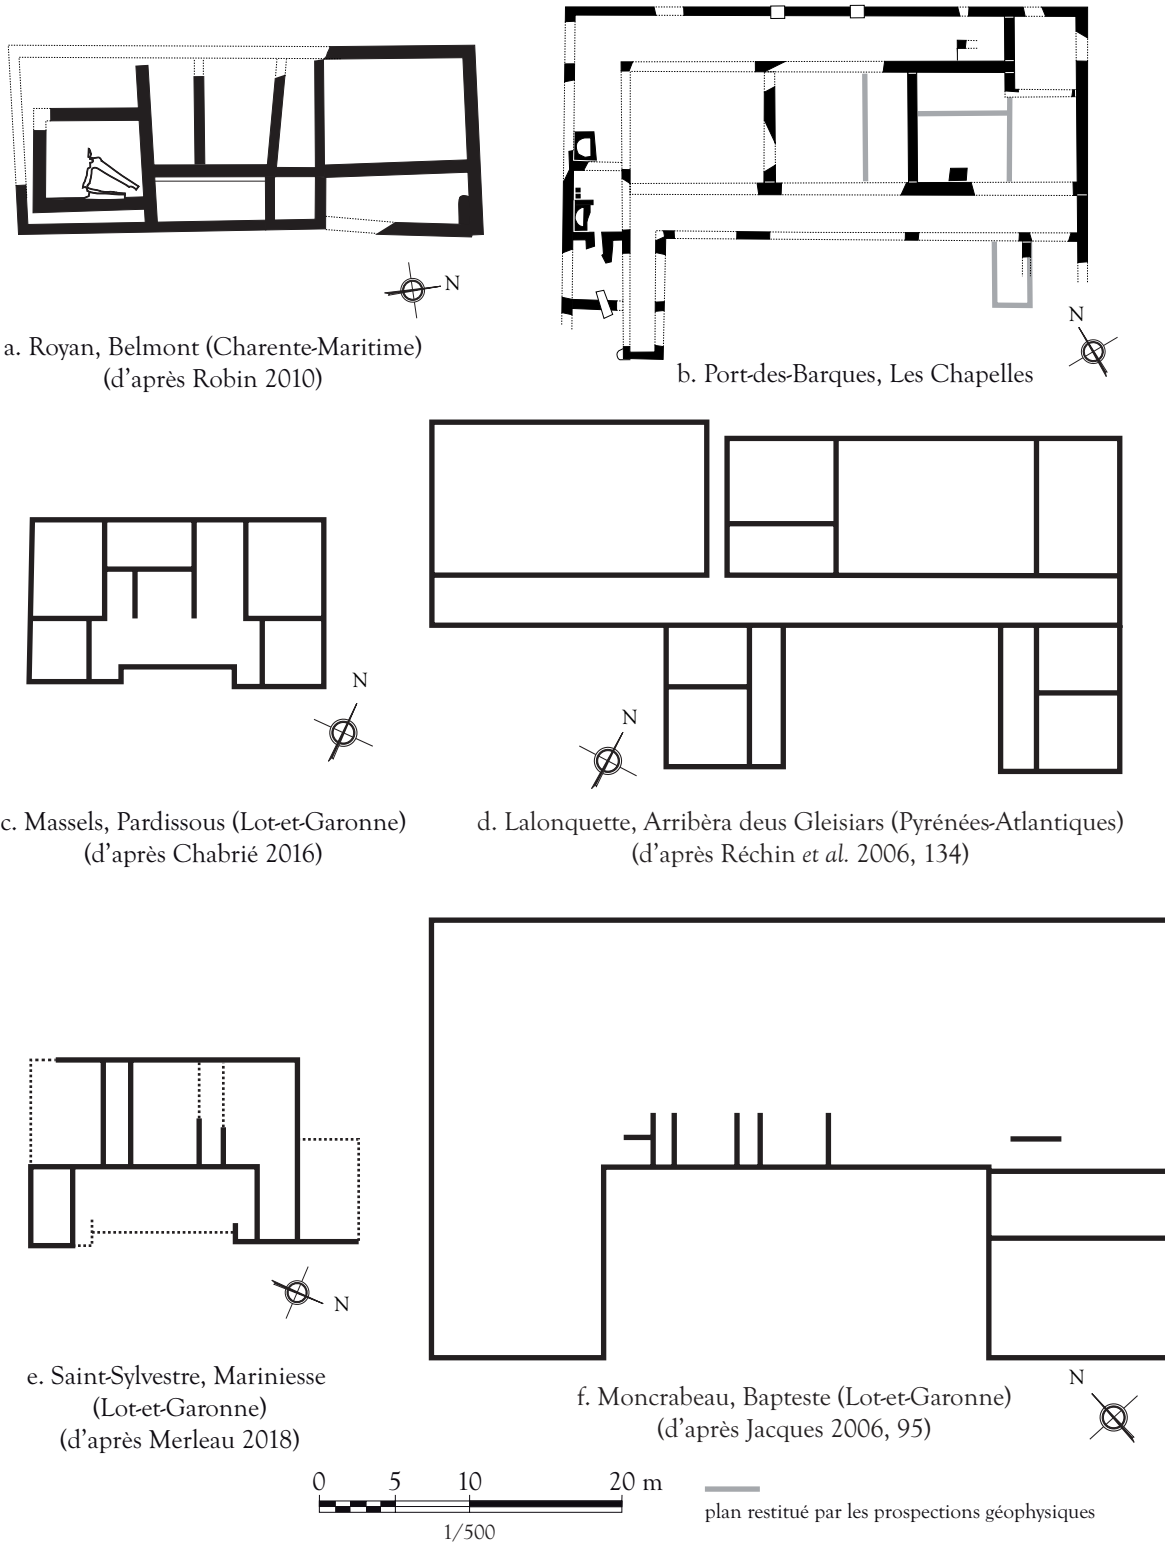 N
a. Royan, Belmont (Charente-Maritime)
(d'après Robin 2010)
N
b. Port-des-Barques, Les Chapelles
N
c. Massels, Pardissous (Lot-et-Garonne)
(d'après Chabrié 2016)
N
d. Lalonquette, Arribèra deus Gleisiars (Pyrénées-Atlantiques)
(d'après Réchin et al. 2006, 134)
N
e. Saint-Sylvestre, Mariniesse
(Lot-et-Garonne)
(d'après Merleau 2018)
N
f. Moncrabeau, Bapteste (Lot-et-Garonne)
(d'après Jacques 2006, 95)
0 5 10 20 m
1/500
plan restitué par les prospections géophysiques